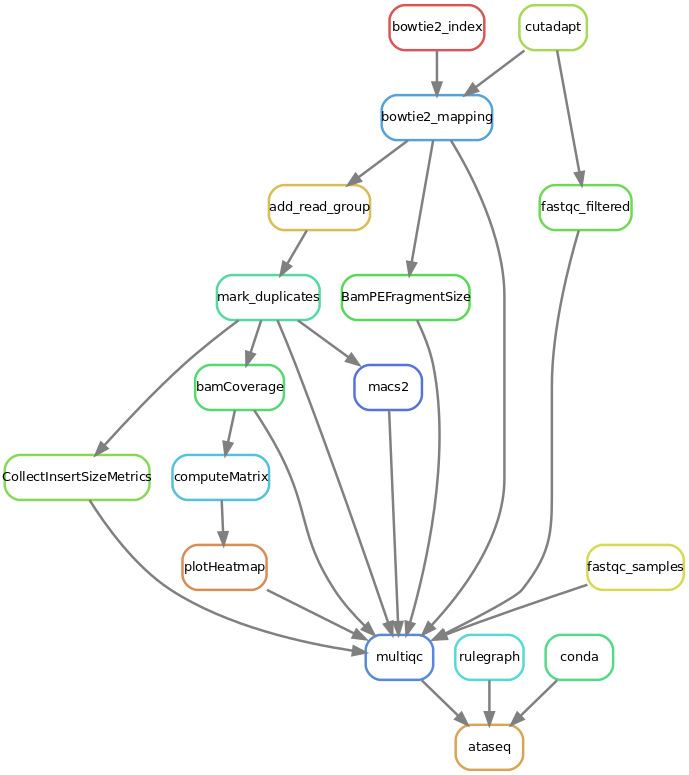 bowtie2_index
cutadapt
bowtie2_mapping
add_read_group
fastqc_filtered
mark_duplicates
BamPEFragmentSize
bamCoverage
macs2
CollectInsertSizeMetrics
computeMatrix
plotHeatmap
fastqc_samples
multiqc
rulegraph
conda
ataseq